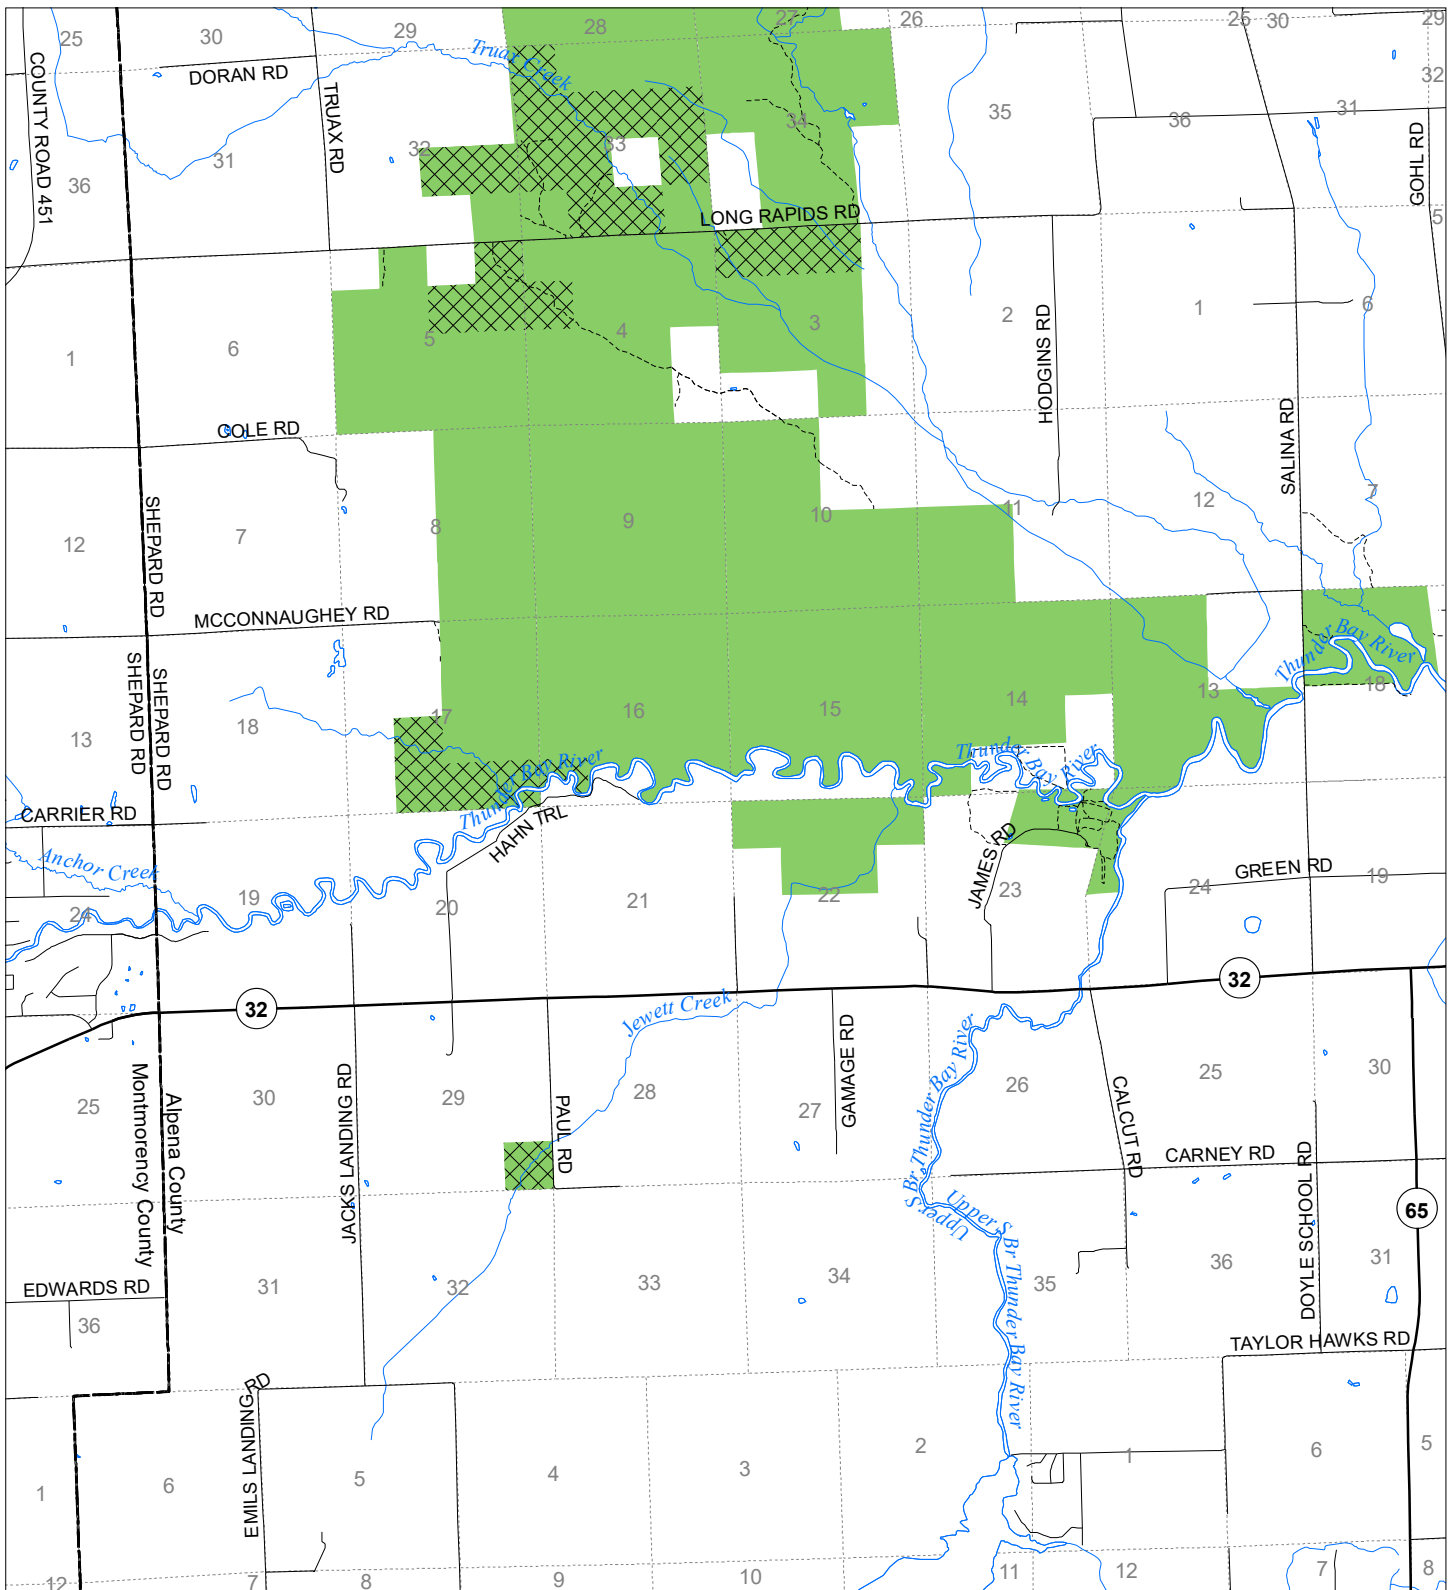 25
30
29
28
27
26
25
30
29
COUNTY ROAD 451
DORAN RD
TRUAX RD
Truax Creek
32
36
31
32
33
34
35
36
31
GOHL RD
5
LONG RAPIDS RD
1
6
5
4
3
2
HODGINS RD
1
6
SALINA RD
COLE RD
12
SHEPARD RD
7
8
9
10
11
12
7
MCCONNAUGHEY RD
SHEPARD RD
SHEPARD RD
13
18
17
16
15
14
13
18
Thunder Bay River
Thunder Bay River
Thunder Bay River
CARRIER RD
Anchor Creek
HAHN TRL
JAMES RD
GREEN RD
24
19
20
21
22
23
24
19
32
32
Jewett Creek
Montmorency County
Alpena County
25
30
JACKS LANDING RD
29
PAUL RD
28
27
GAMAGE RD
Upper S Br Thunder Bay River
26
CALCUT RD
25
30
CARNEY RD
DOYLE SCHOOL RD
65
Upper S Br Thunder Bay River
EDWARDS RD
36
31
32
33
34
35
36
31
TAYLOR HAWKS RD
EMILS LANDING RD
1
6
5
4
3
2
1
6
5
12
7
8
9
10
11
12
7
8